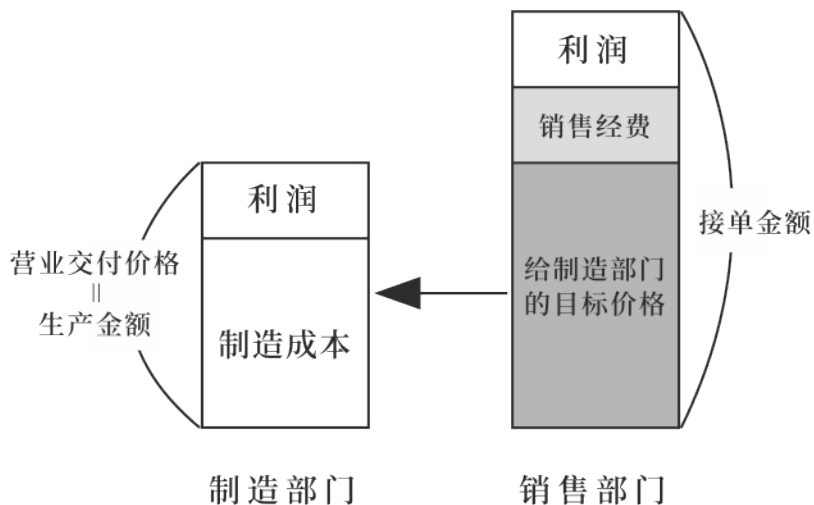 利润
销售经费
给制造部门
的目标价格
接单金额
利润
制造成本
营业交付价格
=
生产金额
制造部门
销售部门